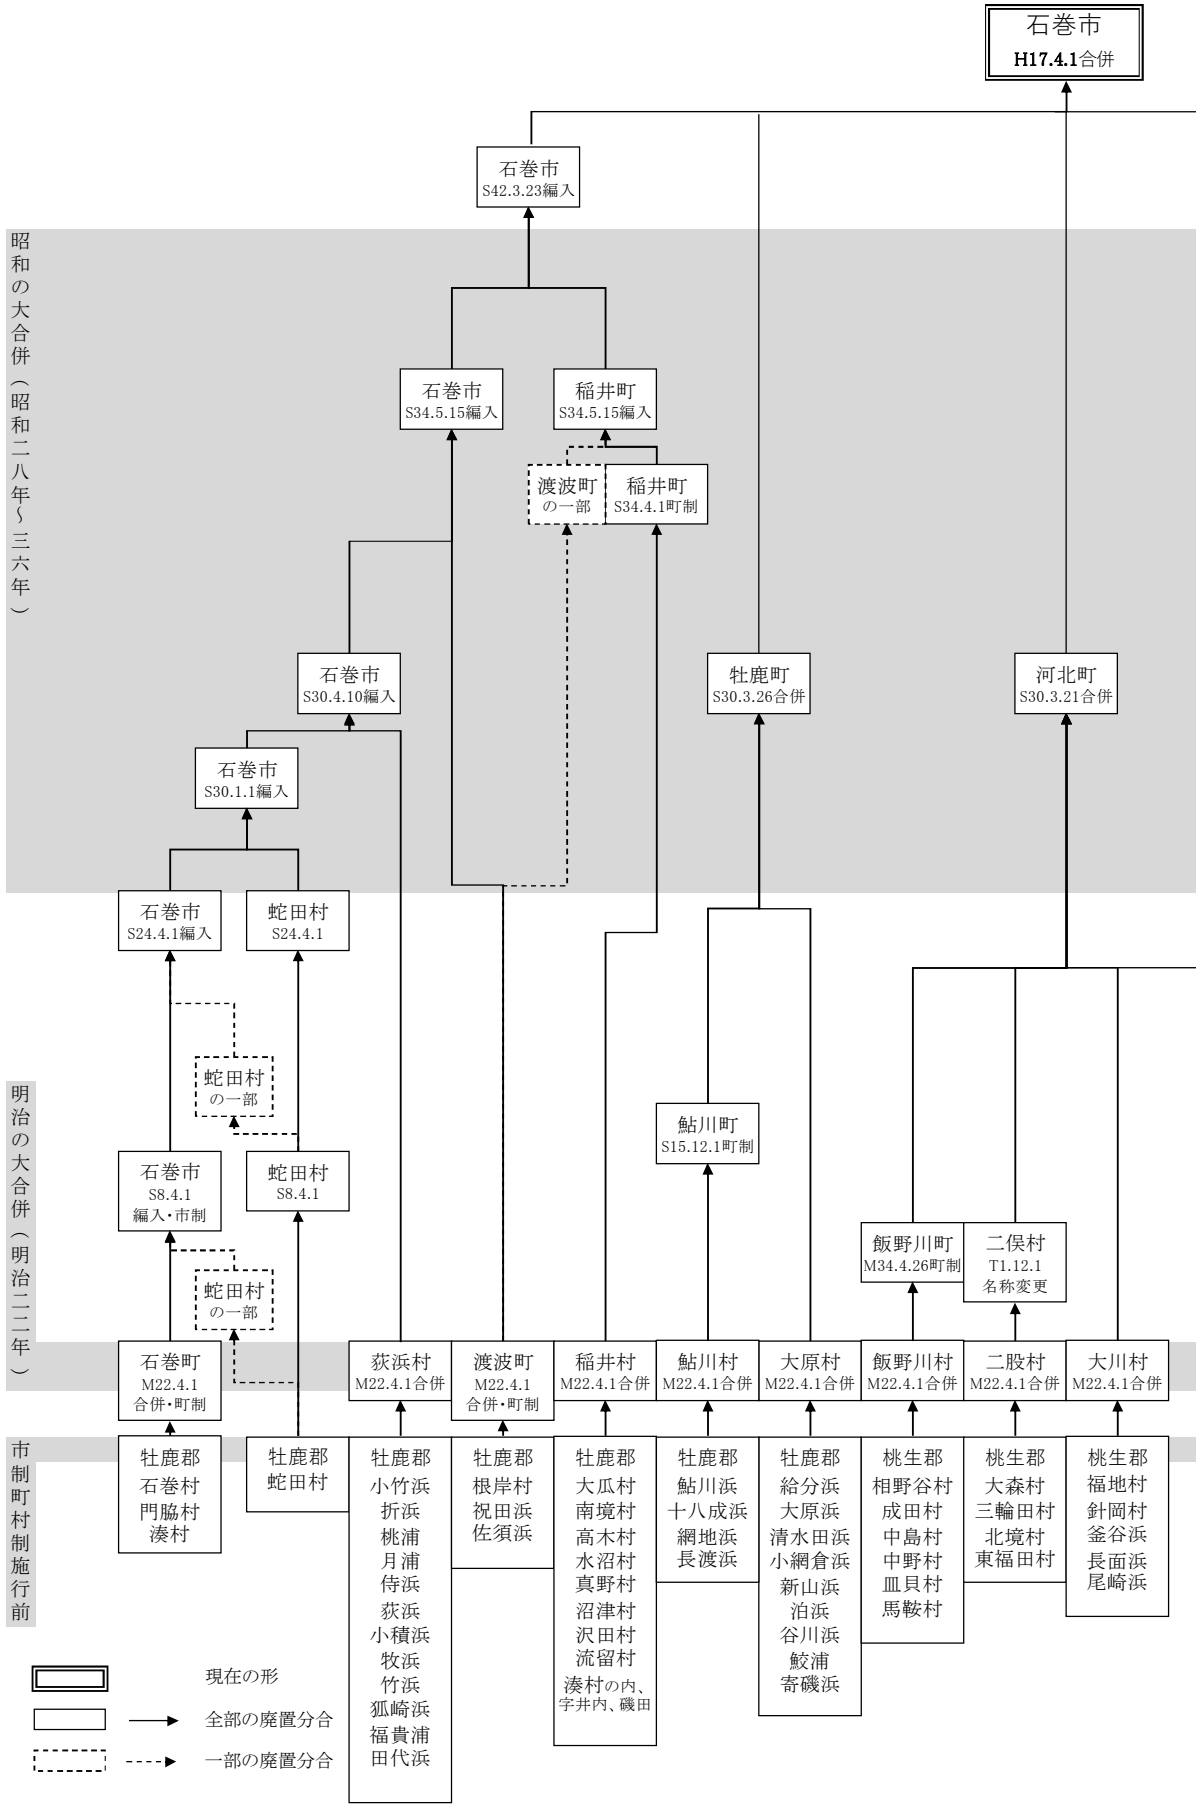 石巻市
H17.4.1合併
石巻市
S42.3.23編入
昭和の大合併（昭和二八年～三六年）
石巻市
S34.5.15編入
稲井町
S34.5.15編入
渡波町
の一部
稲井町
S34.4.1町制
石巻市
S30.4.10編入
牡鹿町
S30.3.26合併
河北町
S30.3.21合併
石巻市
S30.1.1編入
石巻市
S24.4.1編入
蛇田村
S24.4.1
蛇田村
の一部
明治の大合併（明治二二年）
鮎川町
S15.12.1町制
石巻市
S8.4.1
編入・市制
蛇田村
S8.4.1
飯野川町
M34.4.26町制
二俣村
T1.12.1
名称変更
蛇田村
の一部
石巻町
M22.4.1
合併・町制
荻浜村
M22.4.1合併
渡波町
M22.4.1
合併・町制
稲井村
M22.4.1合併
鮎川村
M22.4.1合併
大原村
M22.4.1合併
飯野川村
M22.4.1合併
二股村
M22.4.1合併
大川村
M22.4.1合併
市制町村制施行前
牡鹿郡
石巻村
門脇村
湊村
牡鹿郡
蛇田村
牡鹿郡
小竹浜
折浜
桃浦
月浦
侍浜
荻浜
小積浜
牧浜
竹浜
狐崎浜
福貴浦
田代浜
牡鹿郡
根岸村
祝田浜
佐須浜
牡鹿郡
大瓜村
南境村
高木村
水沼村
真野村
沼津村
沢田村
流留村
湊村の内、
字井内、磯田
牡鹿郡
鮎川浜
十八成浜
網地浜
長渡浜
牡鹿郡
給分浜
大原浜
清水田浜
小網倉浜
新山浜
泊浜
谷川浜
鮫浦
寄磯浜
桃生郡
相野谷村
成田村
中島村
中野村
皿貝村
馬鞍村
桃生郡
大森村
三輪田村
北境村
東福田村
桃生郡
福地村
針岡村
釜谷浜
長面浜
尾崎浜
現在の形
全部の廃置分合
一部の廃置分合